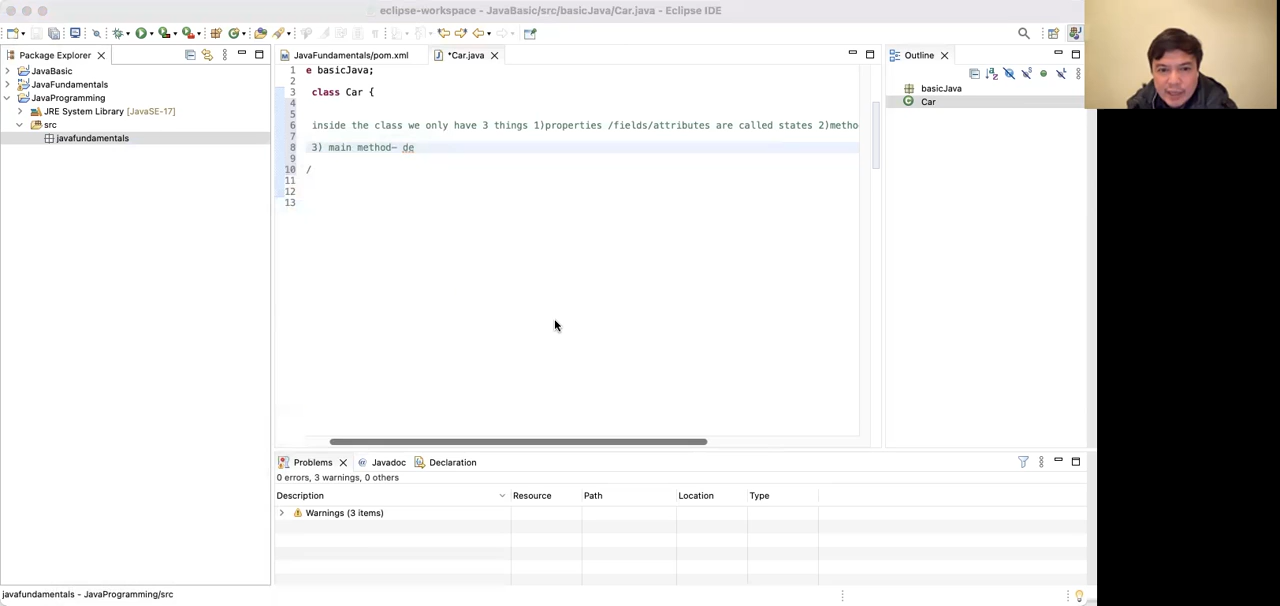 eclipse-workspace - JavaBasic/src/basicJava/Car.java - Eclipse IDE
Package Explorer
JavaBasic
JavaFundamentals
JavaProgramming
JRE System Library [JavaSE-17]
src
javafundamentals
JavaFundamentals/pom.xml
*Car.java
1 e basicJava;
2
3 class Car {
4
5
6 inside the class we only have 3 things 1)properties /fields/attributes are called states 2)metho
7
8 3) main method- de
9
10 /
11
12
13
Outline
basicJava
Car
Problems
Javadoc
Declaration
0 errors, 3 warnings, 0 others
Description Resource Path Location Type
Warnings (3 items)
javafundamentals - JavaProgramming/src